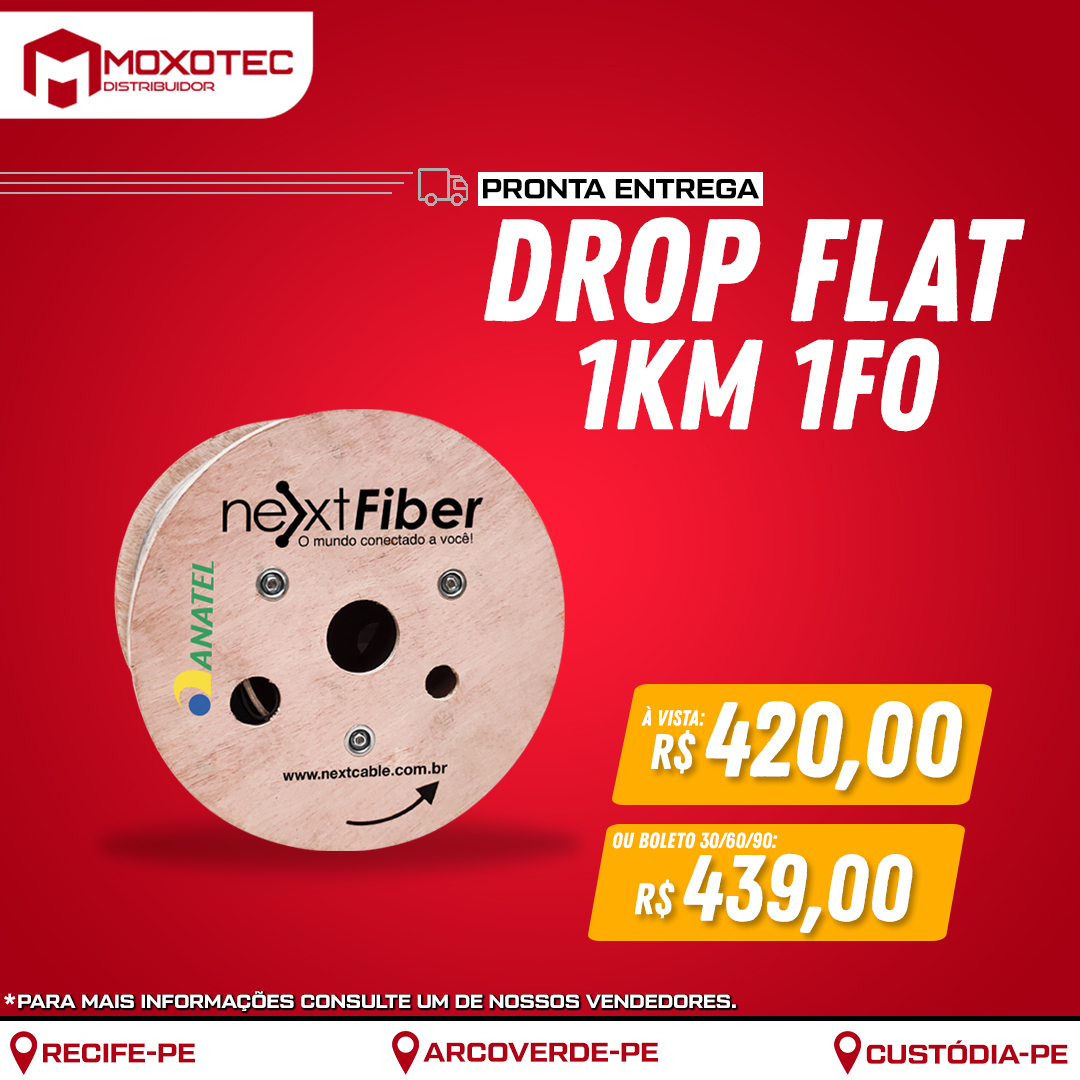 MOXOTEC
DISTRIBUIDOR
PRONTA ENTREGA
DROP FLAT
1KM 1FO
nextFiber
O mundo conectado a você!
ANATEL
www.nextcable.com.br
À VISTA:
R$ 420,00
OU BOLETO 30/60/90:
R$ 439,00
*PARA MAIS INFORMAÇÕES CONSULTE UM DE NOSSOS VENDEDORES.
RECIFE-PE
ARCOVERDE-PE
CUSTÓDIA-PE